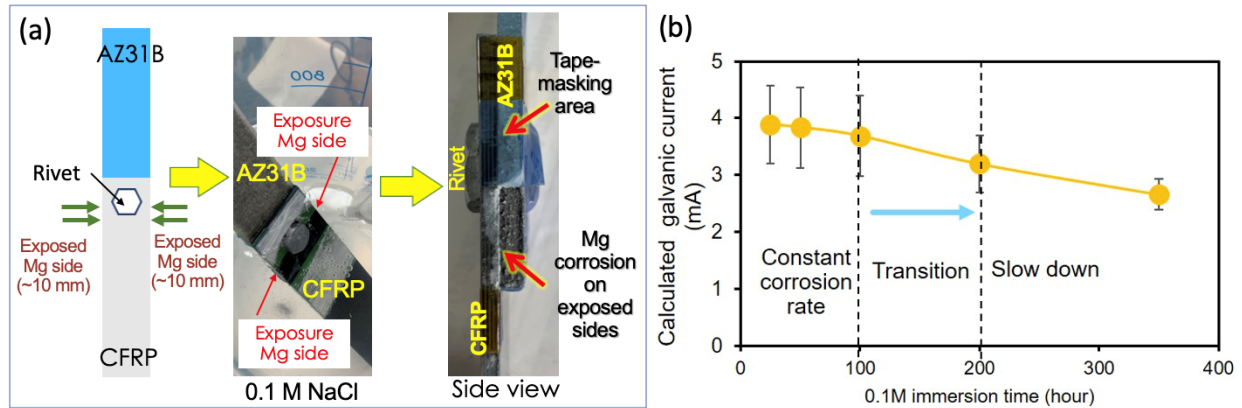 (a)
AZ31B
Rivet
Exposed
Mg side
(~10 mm)
Exposed
Mg side
(~10 mm)
CFRP
008
Exposure
Mg side
AZ31B
CFRP
Exposure
Mg side
0.1 M NaCl
AZ31B
Tape-
masking
area
Rivet
Mg
corrosion
on
exposed
sides
CFRP
Side view
(b)
Calculated galvanic current
(mA)
5
4
3
2
1
0
Constant
corrosion
rate
Transition
Slow down
0
100
200
300
400
0.1M immersion time (hour)